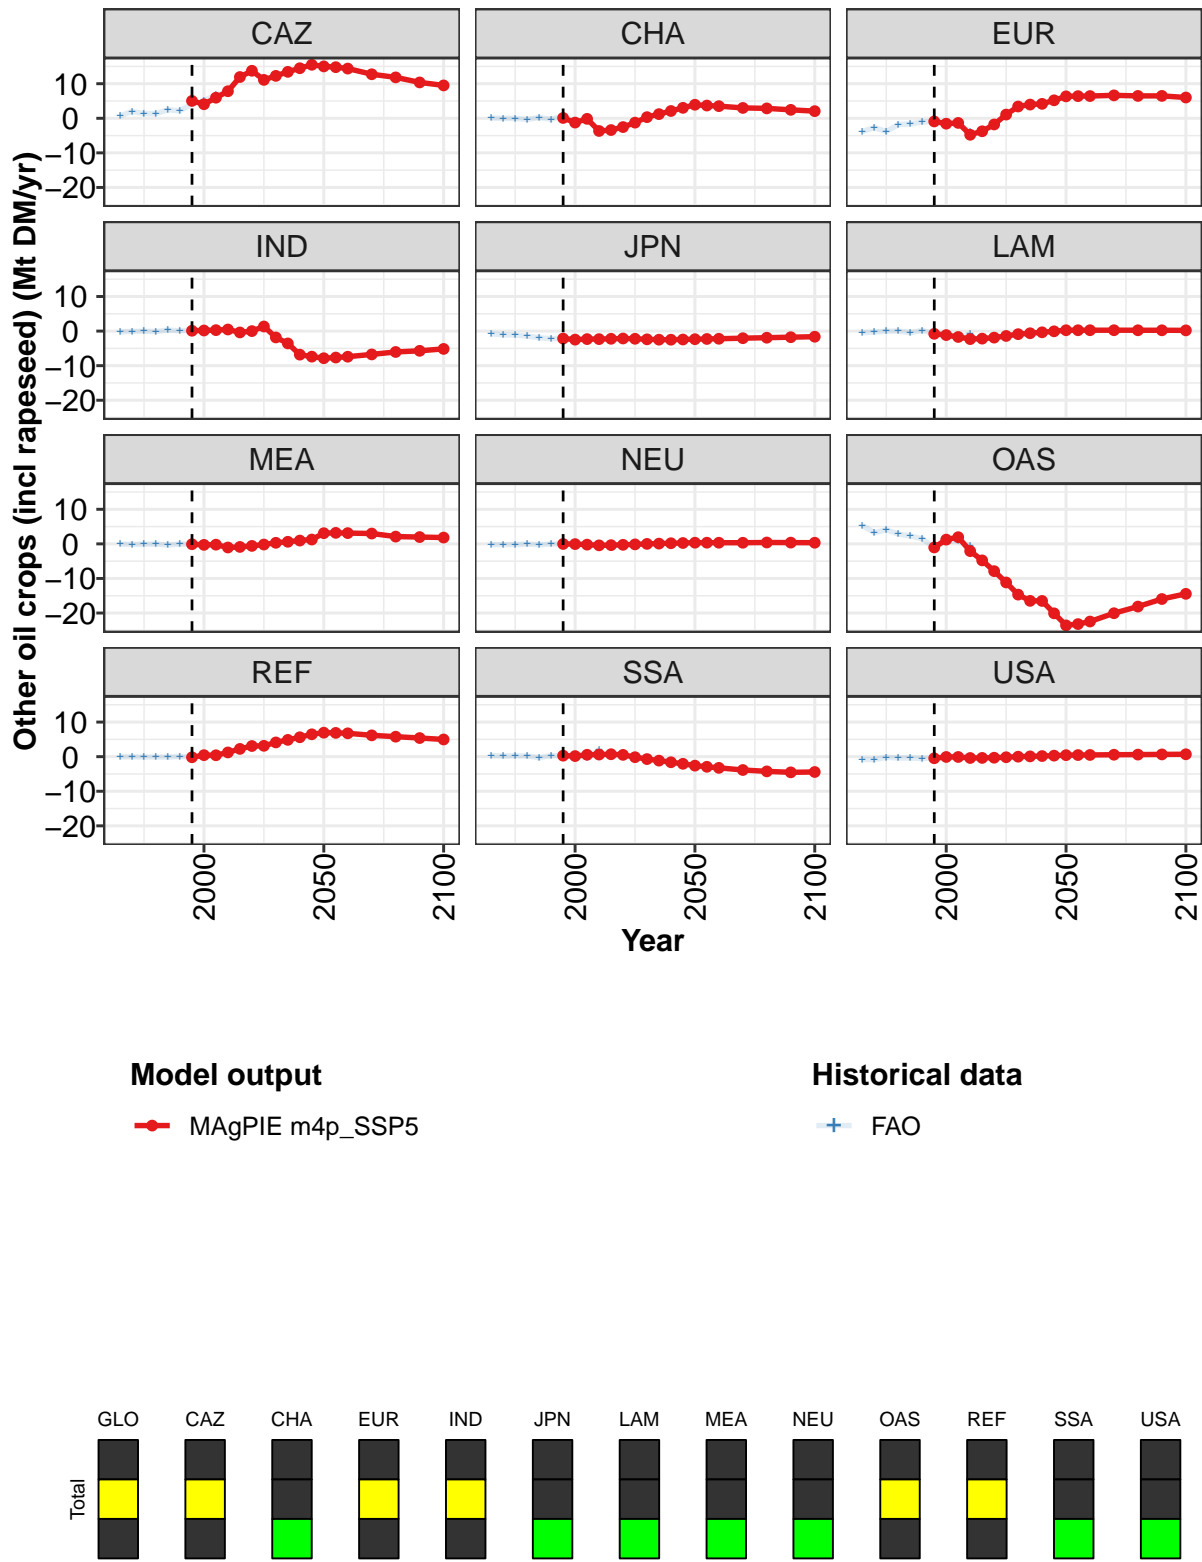 CAZ CHA EUR
10
0
−10
−20
IND JPN LAM
10
0
−10
−20
MEA NEU OAS
10
0
−10
−20
REF SSA USA
10
0
−10
−20
Other oil crops (incl rapeseed) (Mt DM/yr)
2000 2050 2100 2000 2050 2100 2000 2050 2100
Year
Model output Historical data
MAgPIE m4p_SSP5 FAO
GLO CAZ CHA EUR IND JPN LAM MEA NEU OAS REF SSA USA
Total